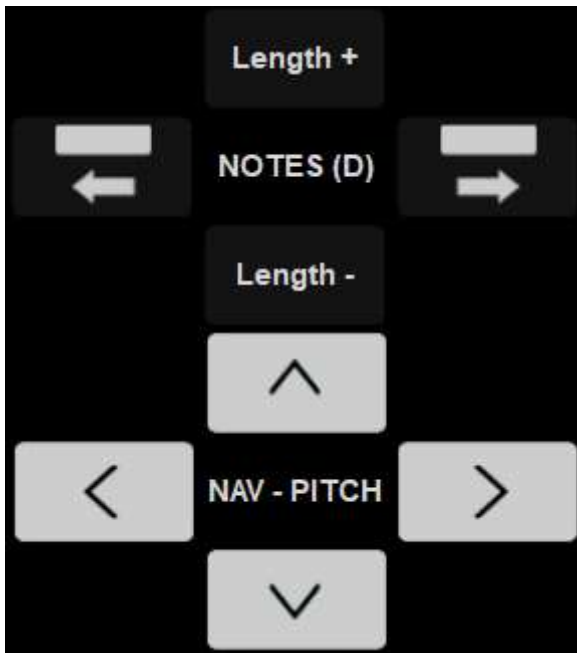 Length +
NOTES (D)
Length -
NAV - PITCH